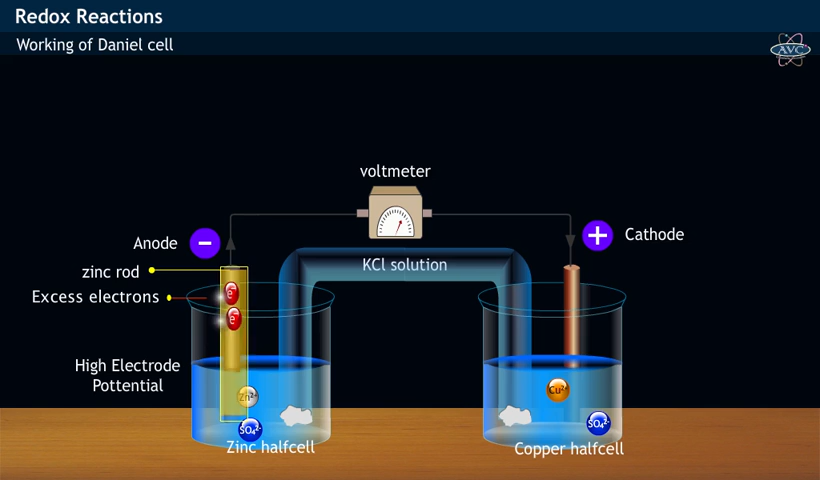 Redox Reactions
Working of Daniel cell
AVC
voltmeter
Anode
−
+
Cathode
zinc rod
KCl solution
Excess electrons
e⁻
e⁻
High Electrode
Pottential
Zn²⁺
Cu²⁺
SO₄²⁻
SO₄²⁻
Zinc halfcell
Copper halfcell